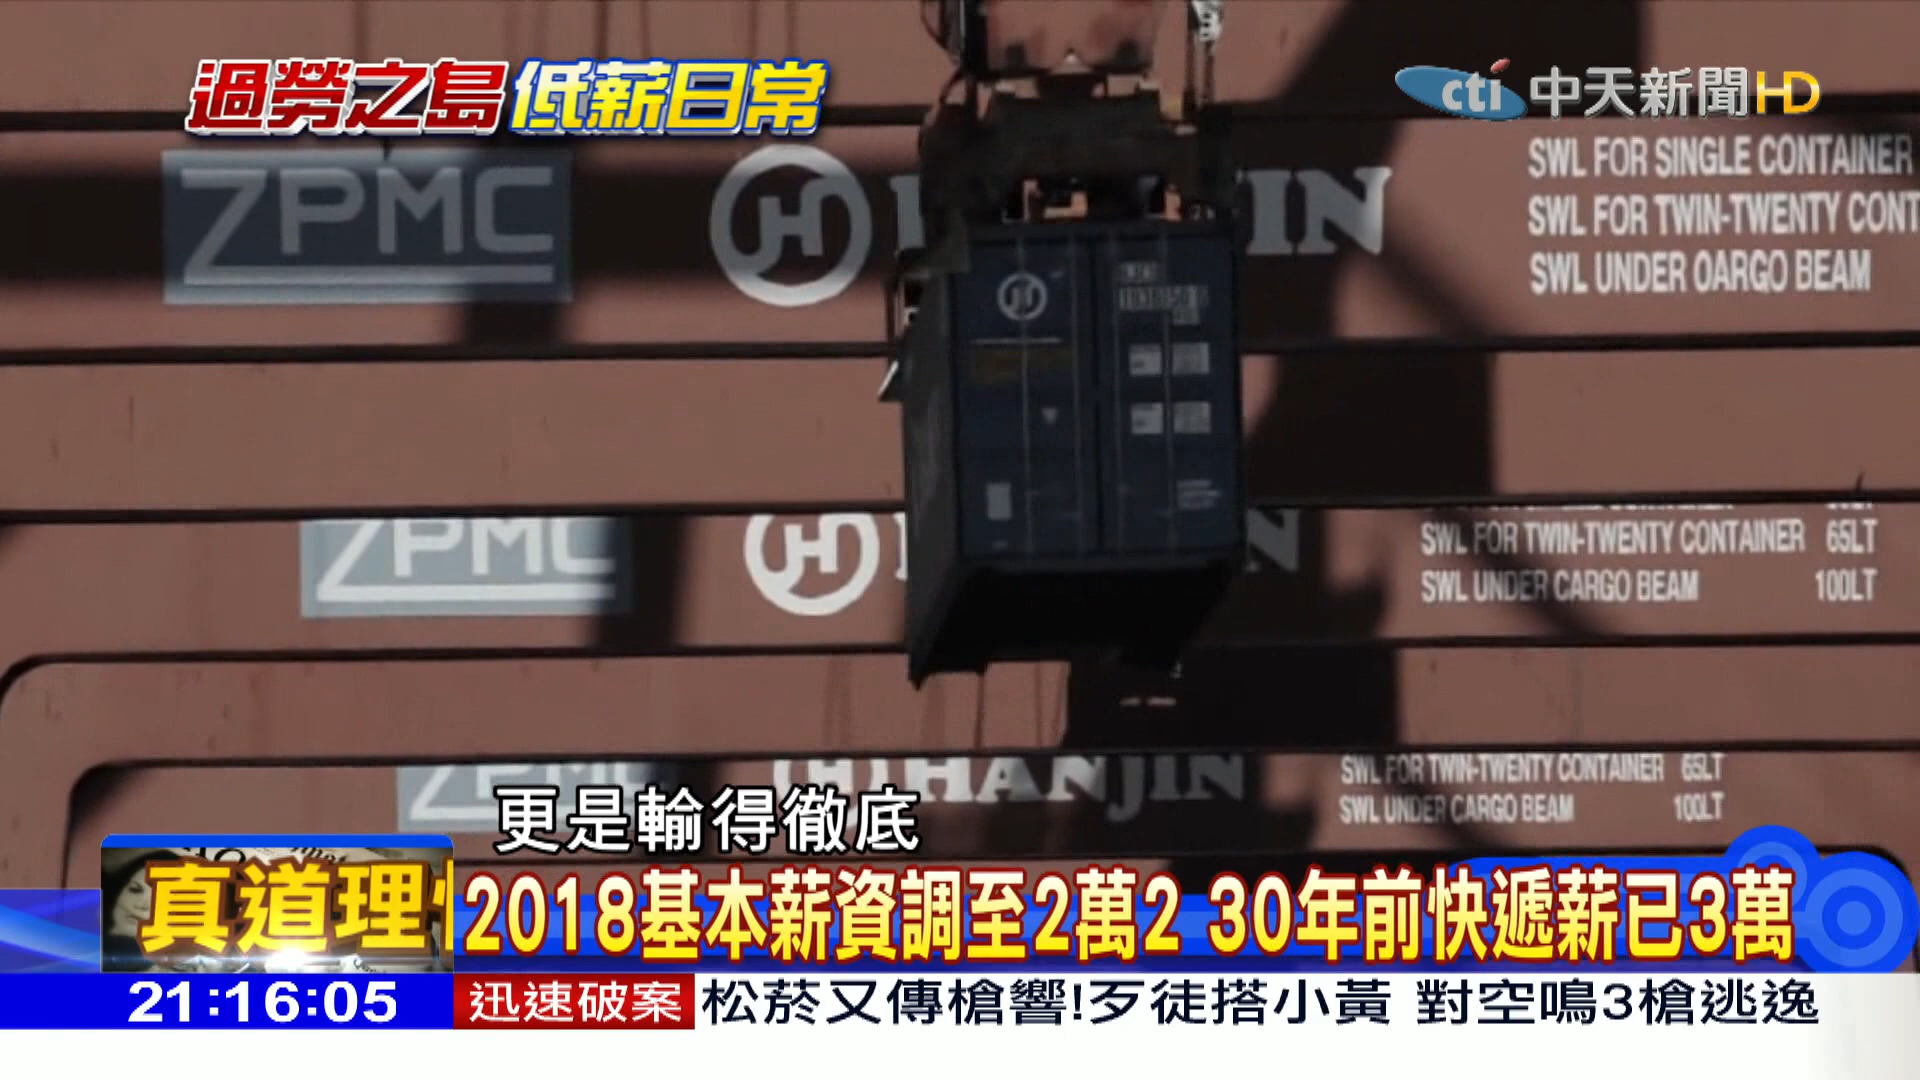 過勞之島 低薪日常
cti 中天新聞HD
ZPMC
SWL FOR SINGLE CONTAINER
SWL FOR TWIN-TWENTY CONT
SWL UNDER OARGO BEAM
ZPMC
SWL FOR TWIN-TWENTY CONTAINER 65LT
SWL UNDER CARGO BEAM 100LT
ZPMC
HANJIN
SWL FOR TWIN-TWENTY CONTAINER 65LT
SWL UNDER CARGO BEAM 100LT
更是輸得徹底
真道理
2018基本薪資調至2萬2 30年前快遞薪已3萬
21:16:05
迅速破案 松菸又傳槍響!歹徒搭小黃 對空鳴3槍逃逸